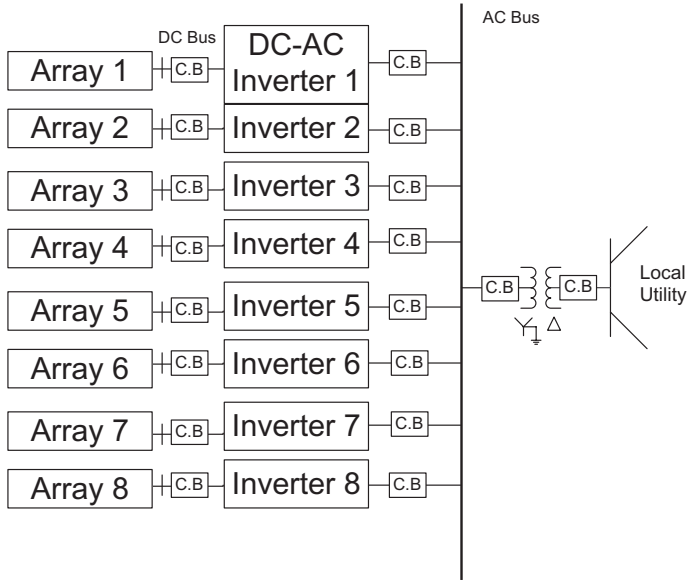 AC Bus
DC Bus
Array 1
C.B
DC-AC
Inverter 1
C.B
Array 2
C.B
Inverter 2
C.B
Array 3
C.B
Inverter 3
C.B
Array 4
C.B
Inverter 4
C.B
C.B
C.B
Local
Utility
Array 5
C.B
Inverter 5
C.B
Array 6
C.B
Inverter 6
C.B
Array 7
C.B
Inverter 7
C.B
Array 8
C.B
Inverter 8
C.B